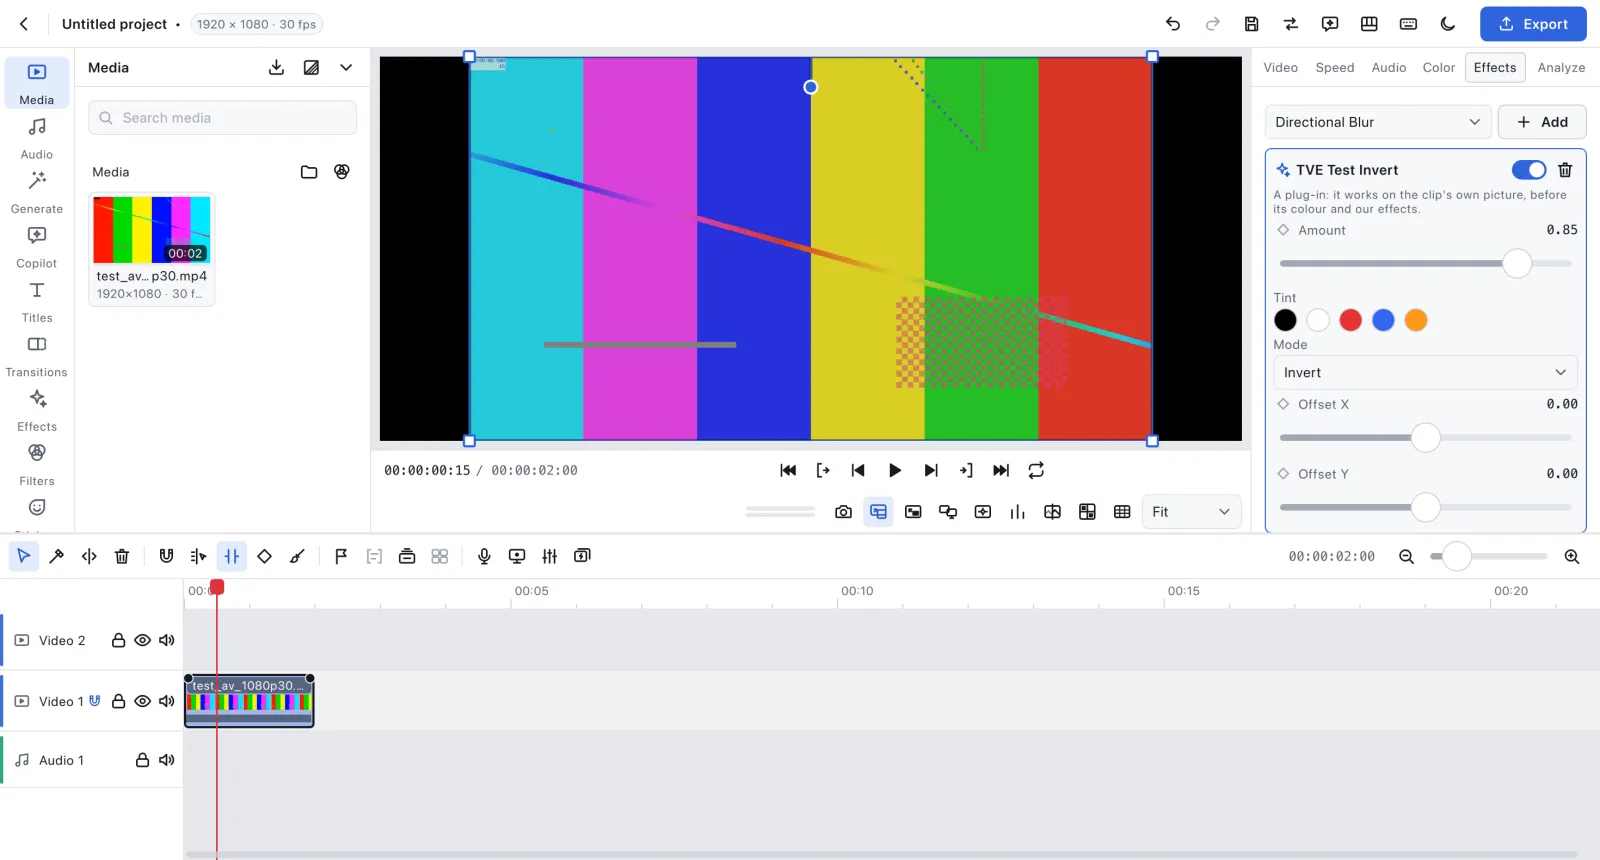 Untitled project •
1920 × 1080 · 30 fps
Export
Media
Audio
Generate
Copilot
Titles
Transitions
Effects
Filters
Media
Search media
Media
00:02
test_av_...p30.mp4
1920×1080 · 30 f...
00:00:00:15 / 00:00:02:00
Fit
Video
Speed
Audio
Color
Effects
Analyze
Directional Blur
+ Add
TVE Test Invert
A plug-in: it works on the clip's own picture, before
its colour and our effects.
Amount
0.85
Tint
Mode
Invert
Offset X
0.00
Offset Y
0.00
00:00:02:00
00:05
00:10
00:15
00:20
Video 2
Video 1
test_av_1080p30....
Audio 1